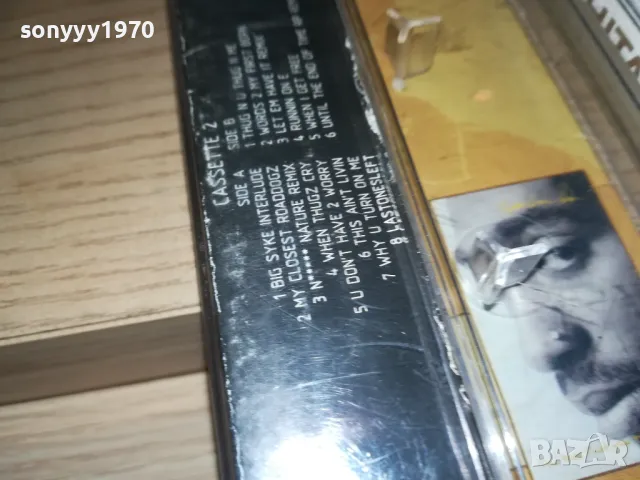 sonyyy1970
CASSETTE 2
SIDE A
1 BIG SYKE INTERLUDE
2 MY CLOSEST ROADDOGZ
3 N***** NATURE REMIX
4 WHEN THUGZ CRY
5 U DON'T HAVE 2 WORRY
6 THIS AIN'T LIVIN
7 WHY U TURN ON ME
8 LASTONESLEFT
SIDE B
1 THUG N U THUG N ME
2 WORDS 2 MY FIRST BORN
3 LET EM HAVE IT REMIX
4 RUNNIN ON E
5 WHEN I GET FREE
6 UNTIL THE END OF TIME RP REMIX
BAZAR